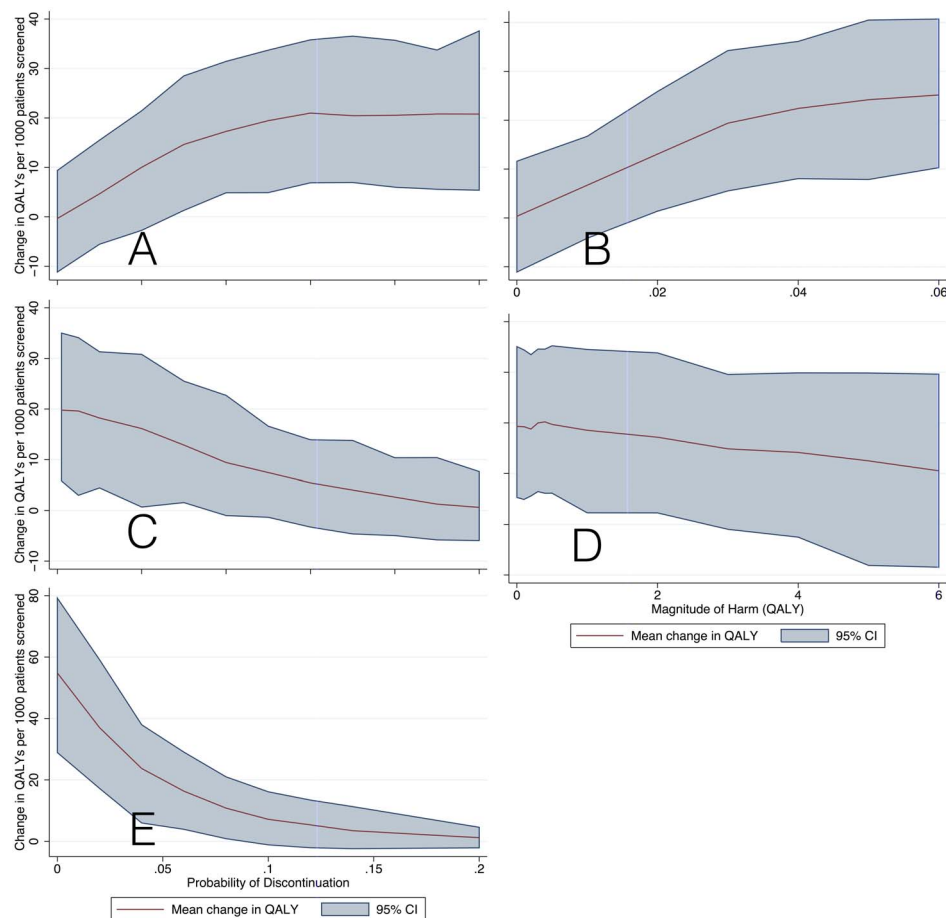 Change in QALYs per 1000 patients screened
40
30
20
10
0
−10
A
B
0
.02
.04
.06
Change in QALYs per 1000 patients screened
40
30
20
10
0
−10
C
D
0
2
4
6
Magnitude of Harm (QALY)
Mean change in QALY
95% CI
Change in QALYs per 1000 patients screened
80
60
40
20
0
E
0
.05
.1
.15
.2
Probability of Discontinuation
Mean change in QALY
95% CI